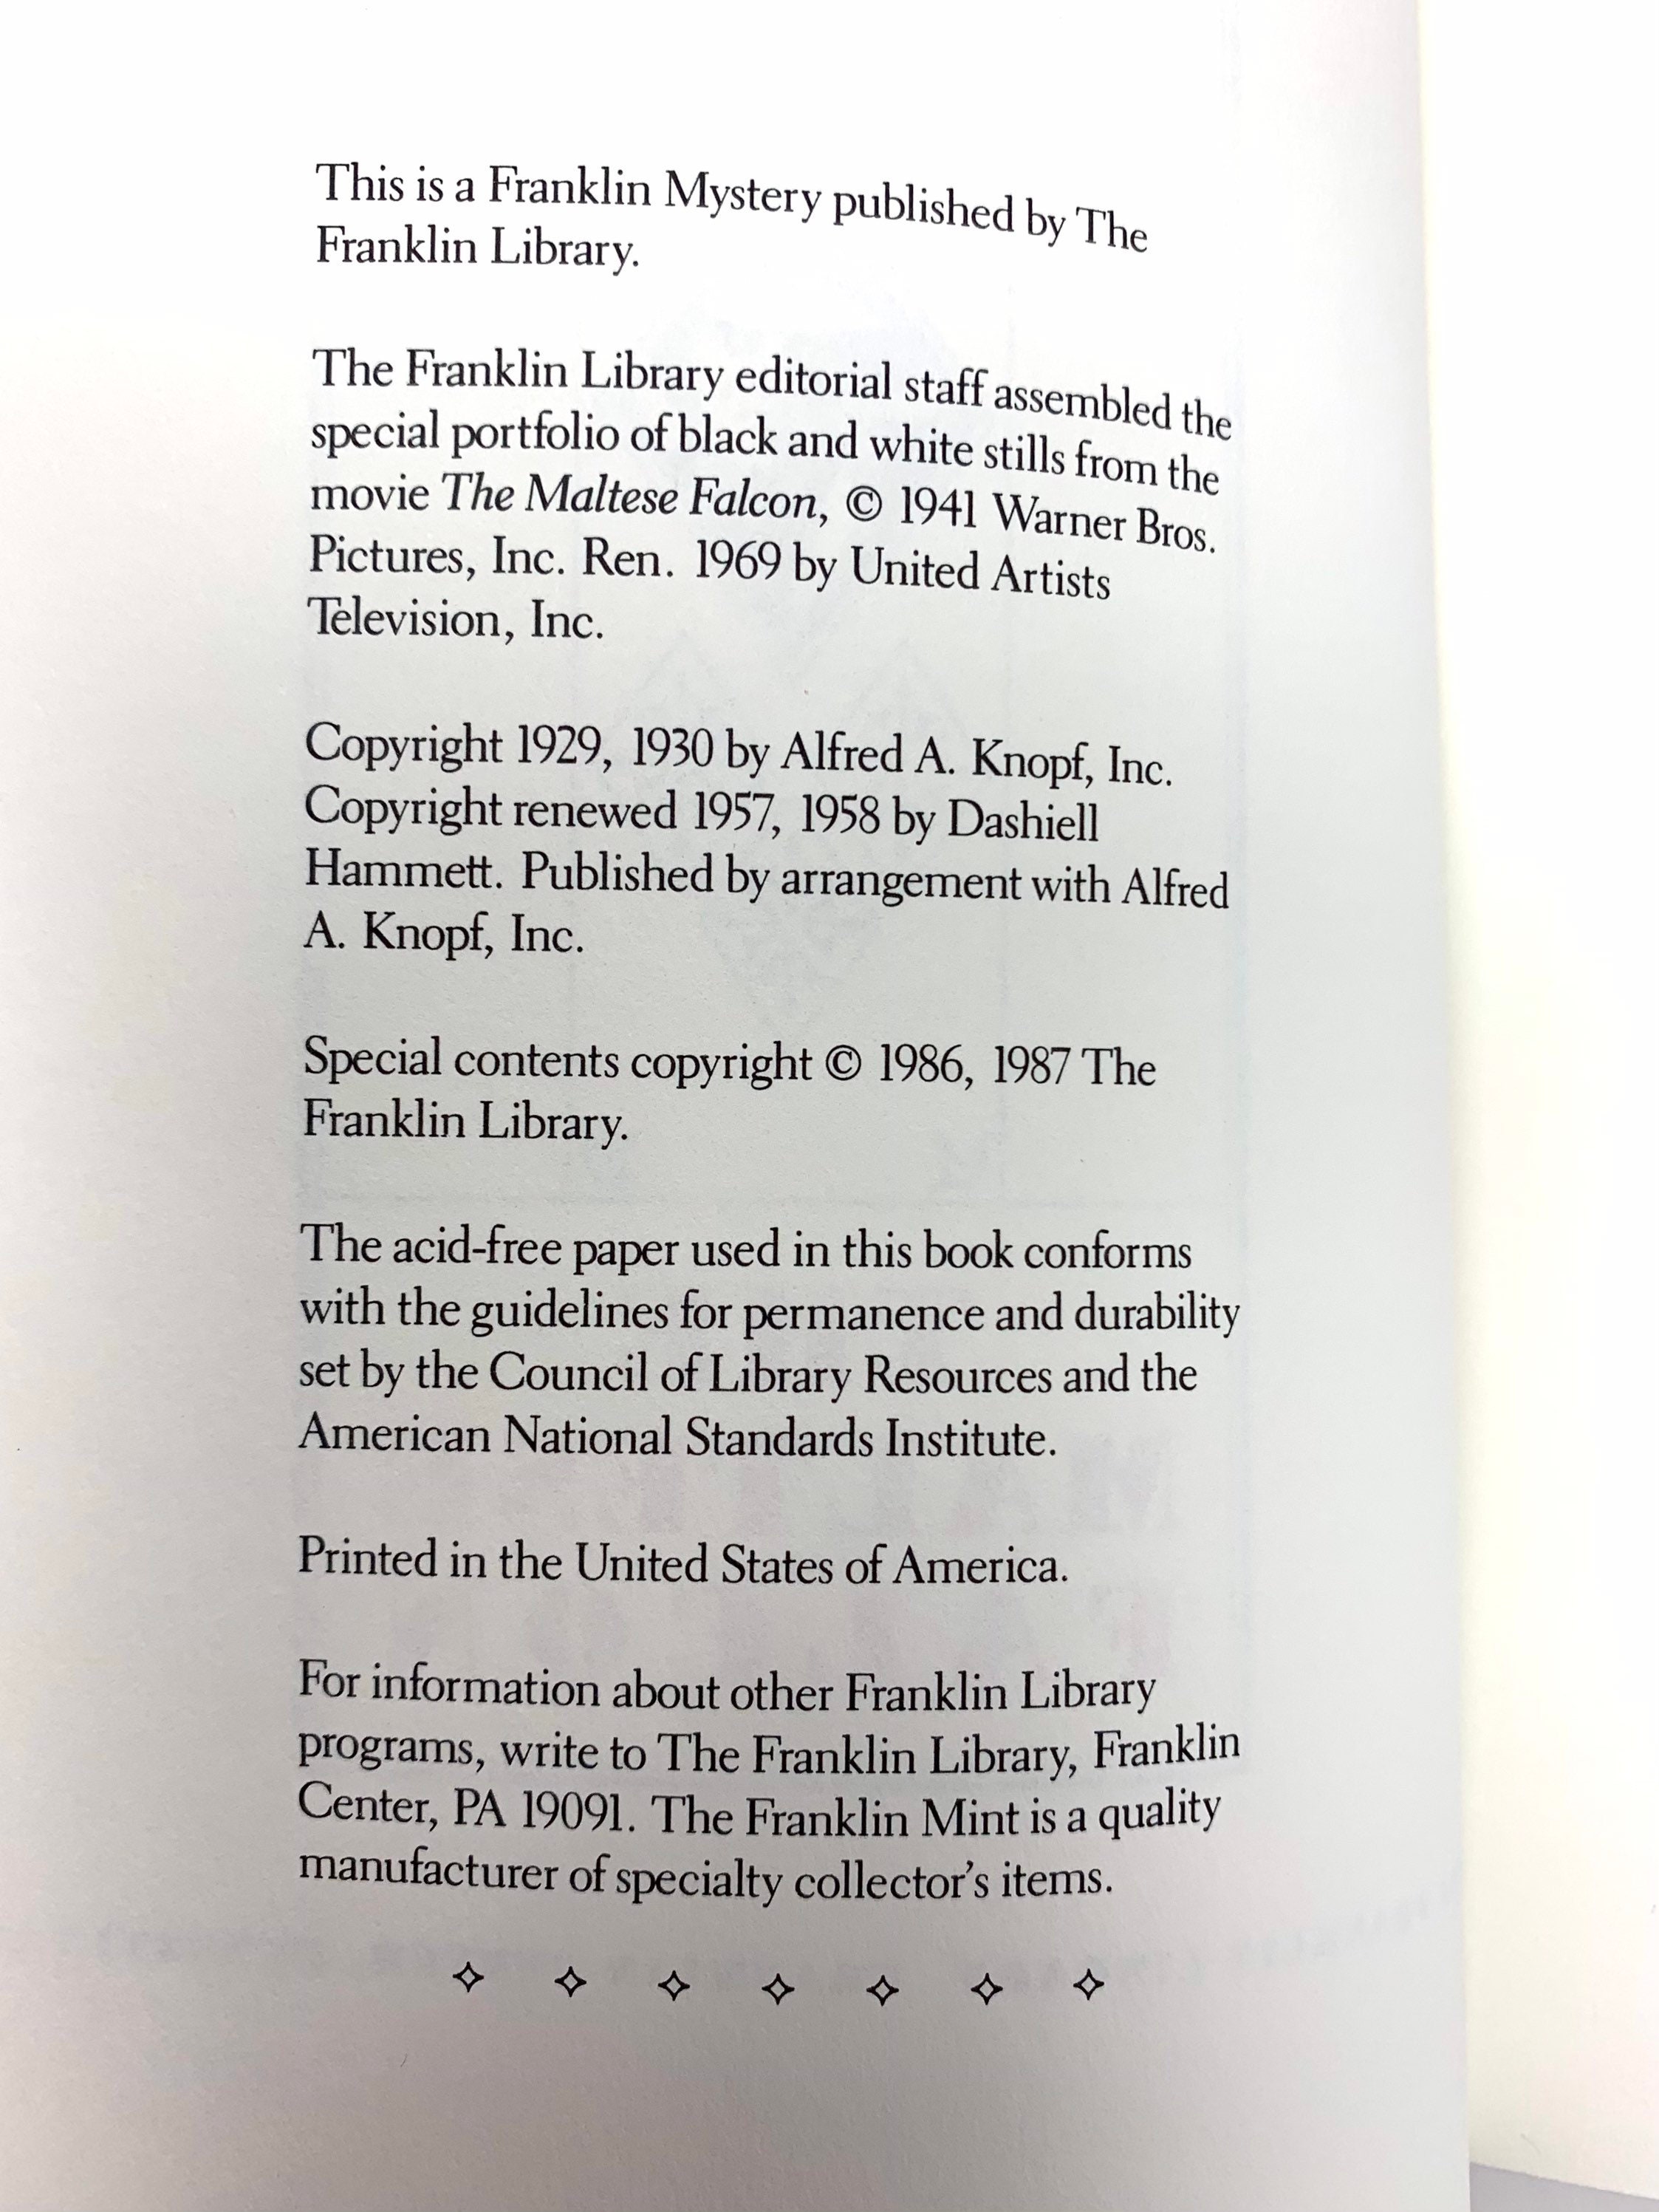 This is a Franklin Mystery published by The
Franklin Library.
The Franklin Library editorial staff assembled the
special portfolio of black and white stills from the
movie The Maltese Falcon, © 1941 Warner Bros.
Pictures, Inc. Ren. 1969 by United Artists
Television, Inc.
Copyright 1929, 1930 by Alfred A. Knopf, Inc.
Copyright renewed 1957, 1958 by Dashiell
Hammett. Published by arrangement with Alfred
A. Knopf, Inc.
Special contents copyright © 1986, 1987 The
Franklin Library.
The acid-free paper used in this book conforms
with the guidelines for permanence and durability
set by the Council of Library Resources and the
American National Standards Institute.
Printed in the United States of America.
For information about other Franklin Library
programs, write to The Franklin Library, Franklin
Center, PA 19091. The Franklin Mint is a quality
manufacturer of specialty collector's items.